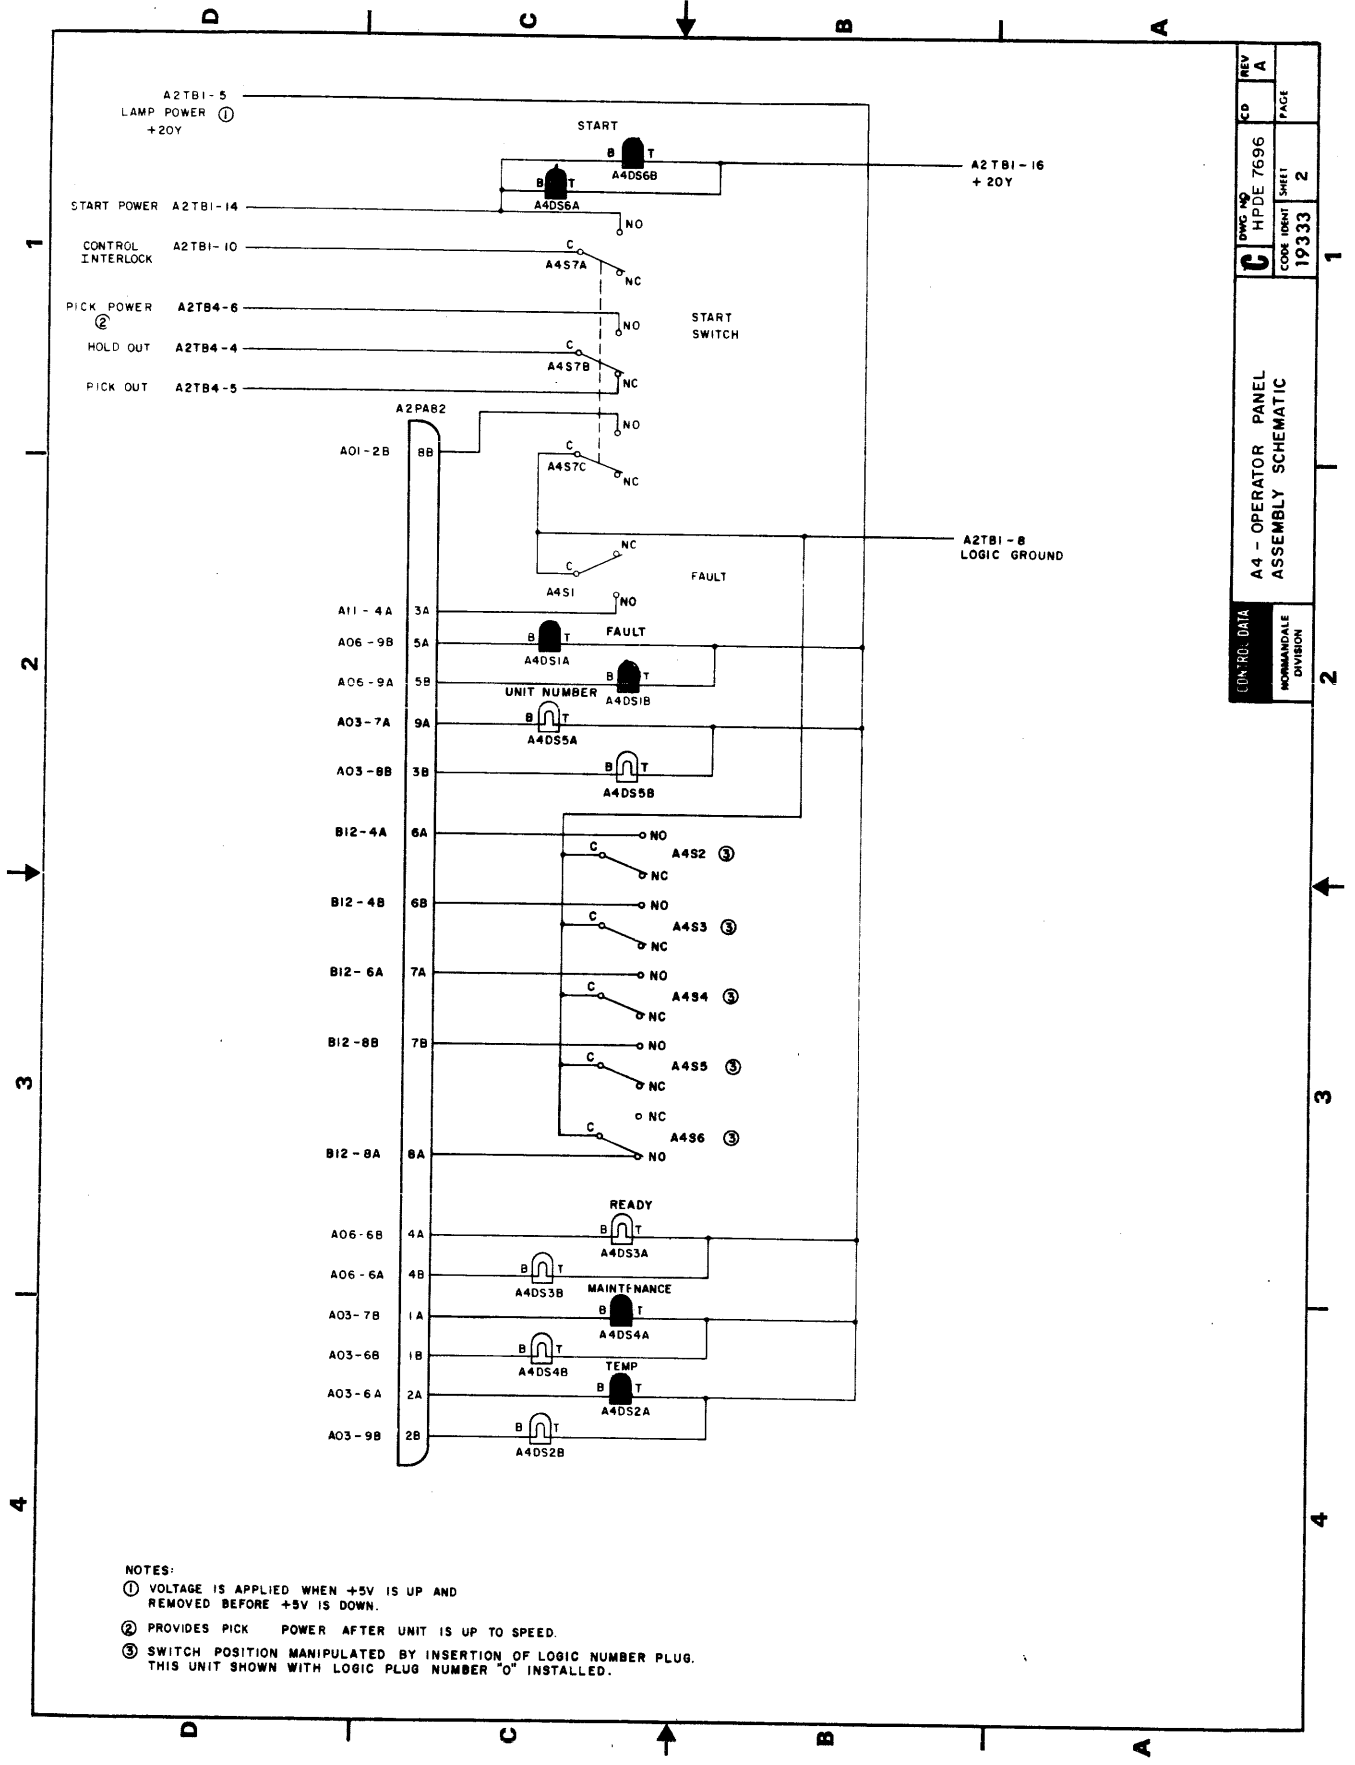 D
C
B
A
A2TB1-5
LAMP POWER ①
+20Y
START
B T
A4DS6B
B T
A4DS6A
A2TB1-16
+20Y
START POWER A2TB1-14
NO
CONTROL INTERLOCK A2TB1-10
C
A4S7A
NC
PICK POWER ② A2TB4-6
NO
START
SWITCH
HOLD OUT A2TB4-4
C
A4S7B
PICK OUT A2TB4-5
NC
A2PA82
NO
A01-2B 8B
C
A4S7C
NC
A2TB1-8
LOGIC GROUND
NC
C
A4S1
FAULT
NO
A11-4A 3A
FAULT
A06-9B 5A
B T
A4DS1A
A06-9A 5B
B T
A4DS1B
UNIT NUMBER
A03-7A 9A
B T
A4DS5A
A03-8B 3B
B T
A4DS5B
B12-4A 6A
NO
C
A4S2 ③
NC
B12-4B 6B
NO
C
A4S3 ③
NC
B12-6A 7A
NO
C
A4S4 ③
NC
B12-8B 7B
NO
C
A4S5 ③
NC
NC
C
A4S6 ③
B12-8A 8A
NO
READY
A06-6B 4A
B T
A4DS3A
A06-6A 4B
B T
A4DS3B
MAINTENANCE
A03-7B 1A
B T
A4DS4A
A03-6B 1B
B T
A4DS4B
TEMP
A03-6A 2A
B T
A4DS2A
A03-9B 2B
B T
A4DS2B
NOTES:
① VOLTAGE IS APPLIED WHEN +5V IS UP AND
REMOVED BEFORE +5V IS DOWN.
② PROVIDES PICK POWER AFTER UNIT IS UP TO SPEED.
③ SWITCH POSITION MANIPULATED BY INSERTION OF LOGIC NUMBER PLUG.
THIS UNIT SHOWN WITH LOGIC PLUG NUMBER "0" INSTALLED.
CONTROL DATA
NORMANDALE
DIVISION
A4 - OPERATOR PANEL
ASSEMBLY SCHEMATIC
C
DWG NO
HPDE 7696
CD
REV
A
CODE IDENT
19333
SHEET
2
PAGE
1
2
3
4
1
2
3
4
D
C
B
A